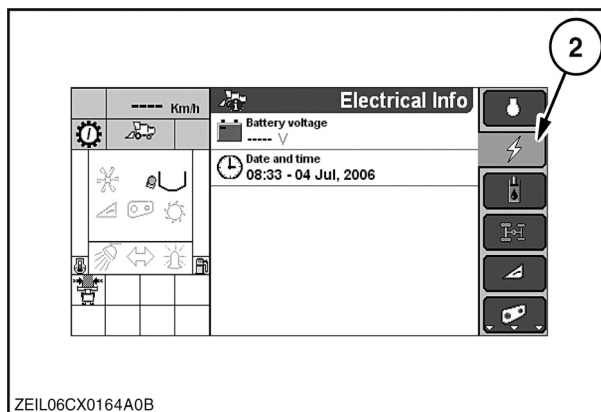 2
---- Km/h
Electrical Info
Battery voltage
----- V
Date and time
08:33 - 04 Jul, 2006
ZEIL06CX0164A0B